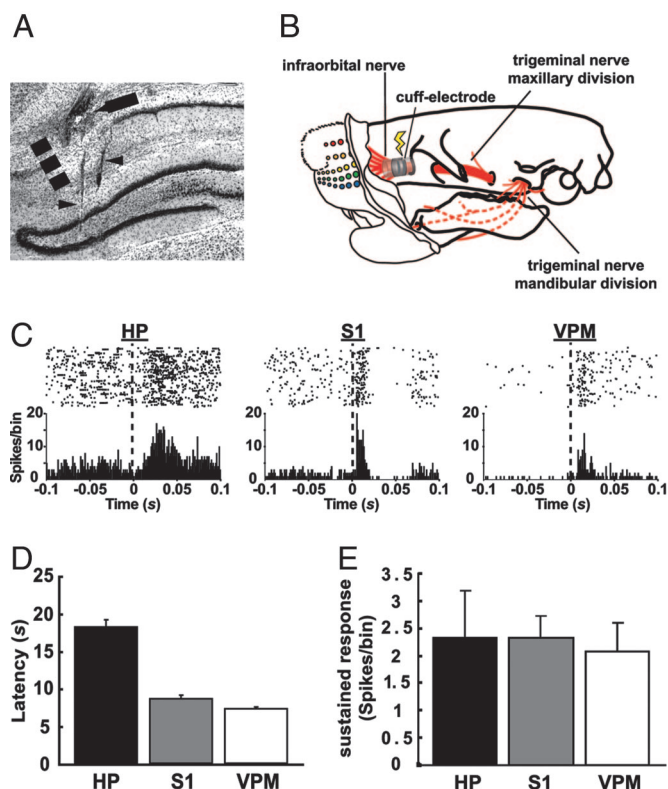 A
B
infraorbital nerve
trigeminal nerve
maxillary division
cuff-electrode
trigeminal nerve
mandibular division
C
HP
S1
VPM
Spikes/bin
20
10
0
-0.1 -0.05 0 0.05 0.1
Time (s)
20
10
0
-0.1 -0.05 0 0.05 0.1
Time (s)
20
10
0
-0.1 -0.05 0 0.05 0.1
Time (s)
D
Latency (s)
25
20
15
10
5
0
HP S1 VPM
E
sustained response
(Spikes/bin)
3.5
3
2.5
2
1.5
1
.5
0
HP S1 VPM